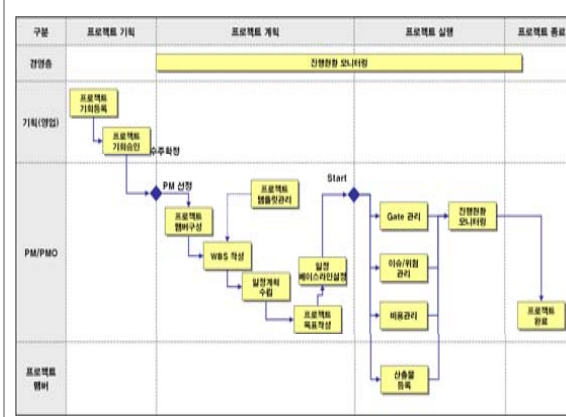 구분
프로젝트 기획
프로젝트 계획
프로젝트 실행
프로젝트 종료
경영층
진행현황 모니터링
기획(영업)
프로젝트
기회등록
프로젝트
기회승인
수주확정
PM/PMO
PM 선정
프로젝트
멤버구성
프로젝트
템플릿관리
WBS 작성
일정계획
수립
프로젝트
목표작성
일정
베이스라인설정
Start
Gate 관리
이슈/위험
관리
비용관리
진행현황
모니터링
프로젝트
완료
프로젝트
멤버
산출물
등록